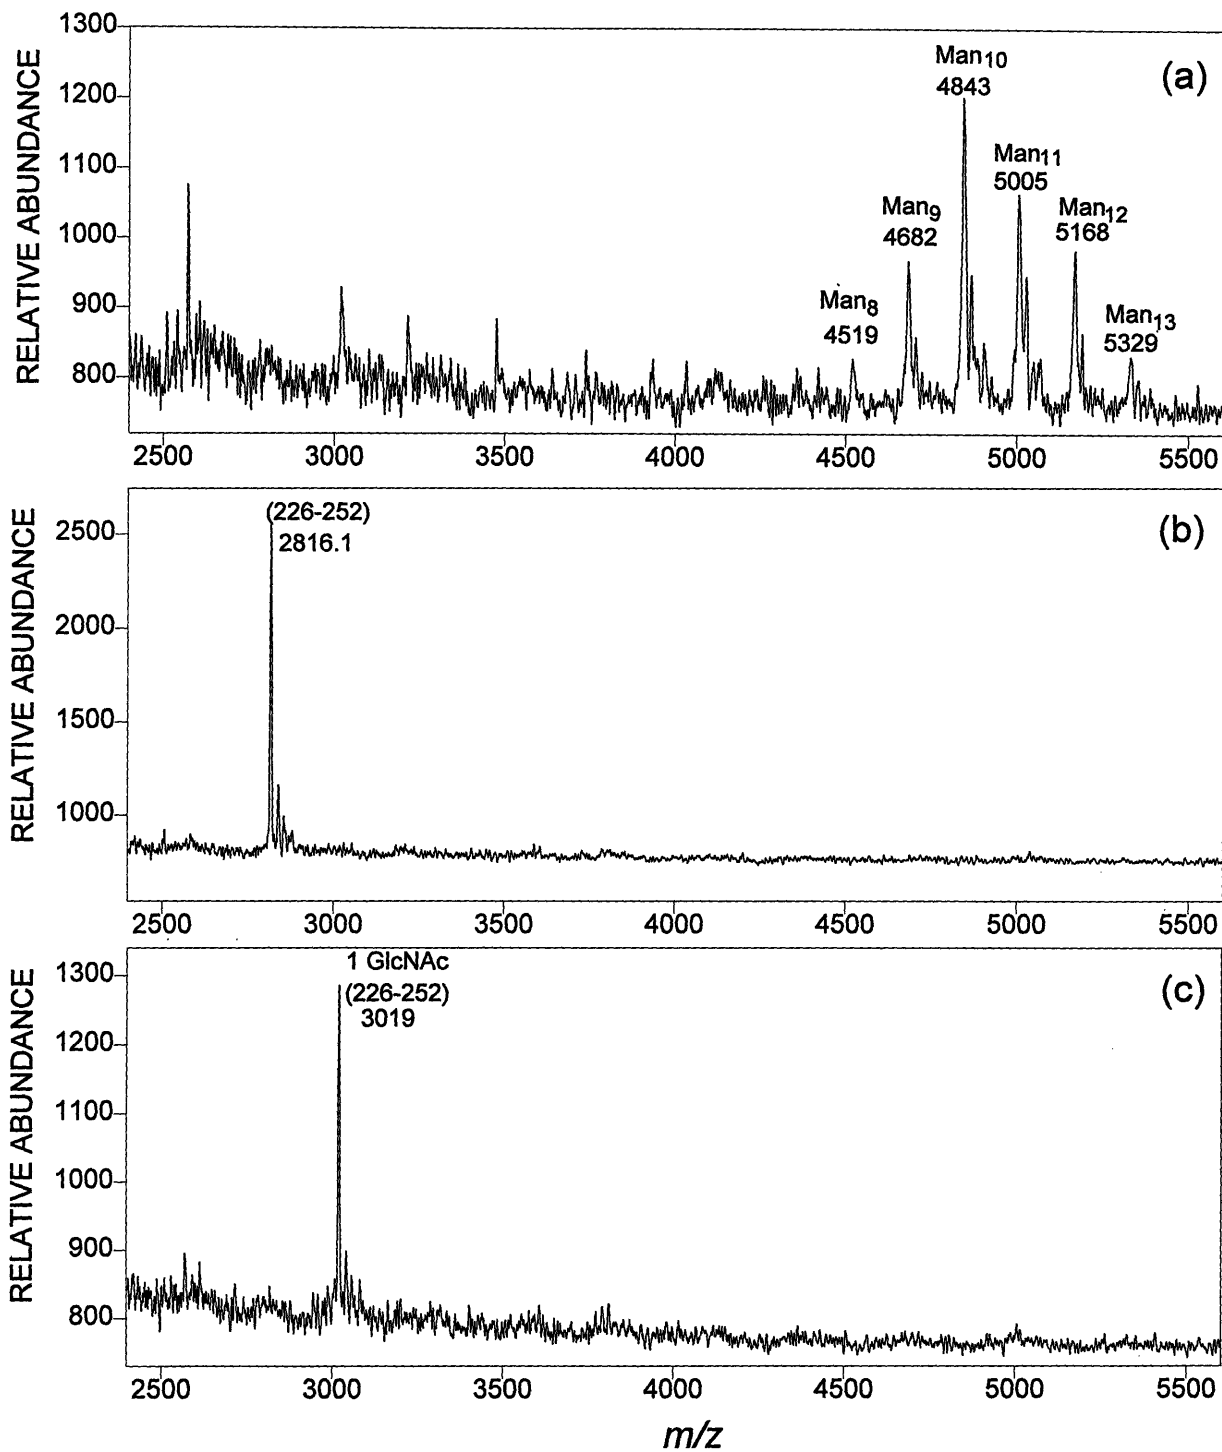 1300
1200
1100
1000
900
800
RELATIVE ABUNDANCE
(a)
Man10
4843
Man11
5005
Man9
4682
Man12
5168
Man8
4519
Man13
5329
2500 3000 3500 4000 4500 5000 5500
2500
2000
1500
1000
RELATIVE ABUNDANCE
(226-252)
2816.1
(b)
2500 3000 3500 4000 4500 5000 5500
1300
1200
1100
1000
900
800
RELATIVE ABUNDANCE
1 GlcNAc
(226-252)
3019
(c)
2500 3000 3500 4000 4500 5000 5500
m/z